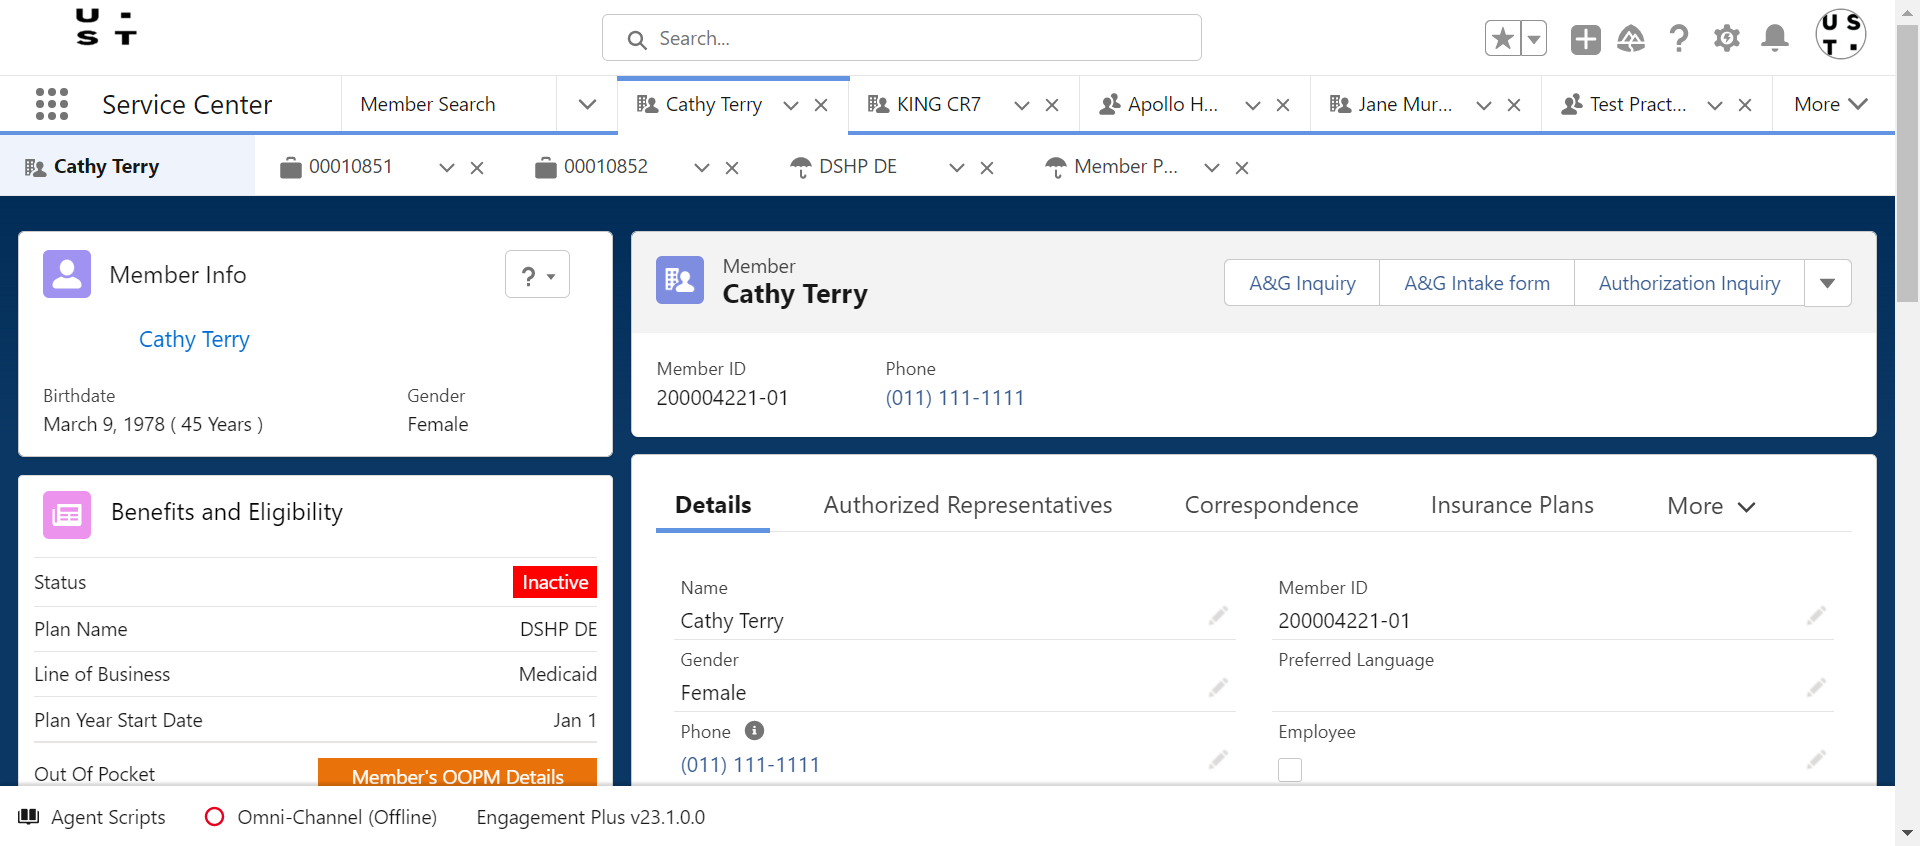 U S T .
Search...
U S T .
Service Center
Member Search
Cathy Terry
KING CR7
Apollo H...
Jane Mur...
Test Pract...
More
Cathy Terry
00010851
00010852
DSHP DE
Member P...
Member Info
?
Cathy Terry
Birthdate
Gender
March 9, 1978 ( 45 Years )
Female
Member
Cathy Terry
A&G Inquiry
A&G Intake form
Authorization Inquiry
Member ID
Phone
200004221-01
(011) 111-1111
Benefits and Eligibility
Status
Inactive
Plan Name
DSHP DE
Line of Business
Medicaid
Plan Year Start Date
Jan 1
Out Of Pocket
Member's OOPM Details
Details
Authorized Representatives
Correspondence
Insurance Plans
More
Name
Cathy Terry
Member ID
200004221-01
Gender
Female
Preferred Language
Phone
(011) 111-1111
Employee
Agent Scripts
Omni-Channel (Offline)
Engagement Plus v23.1.0.0